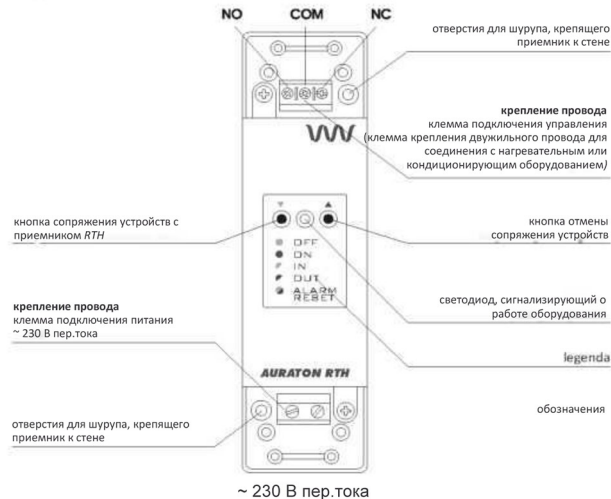 NO COM NC
отверстия для шурупа, крепящего
приемник к стене
крепление провода
клемма подключения управления
(клемма крепления двужильного провода для
соединения с нагревательным или
кондиционирующим оборудованием)
кнопка сопряжения устройств с
приемником RTH
кнопка отмены
сопряжения устройств
OFF
ON
IN
OUT
ALARM
RESET
крепление провода
клемма подключения питания
~ 230 В пер.тока
светодиод, сигнализирующий о
работе оборудования
legenda
AURATON RTH
обозначения
отверстия для шурупа, крепящего
приемник к стене
~ 230 В пер.тока